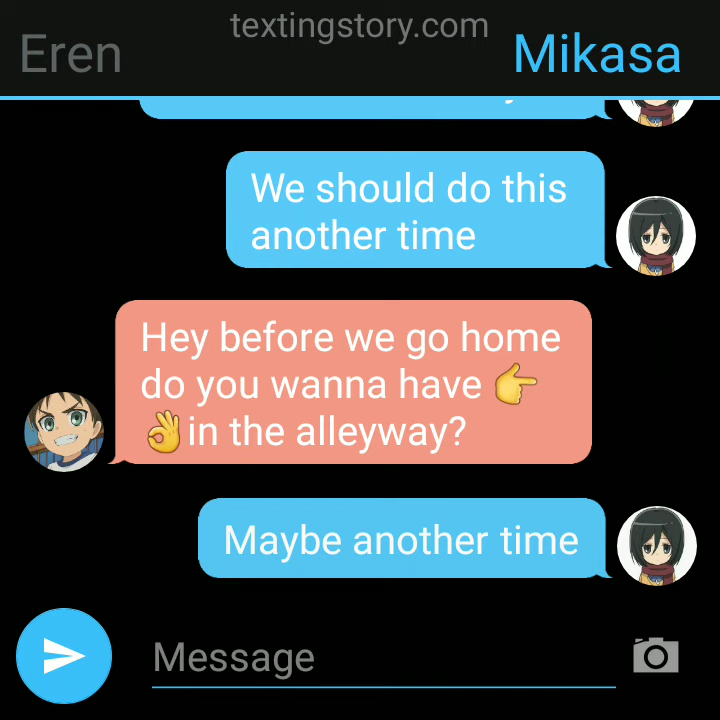 textingstory.com
Eren
Mikasa
We should do this
another time
Hey before we go home
do you wanna have 👉
👌in the alleyway?
Maybe another time
Message